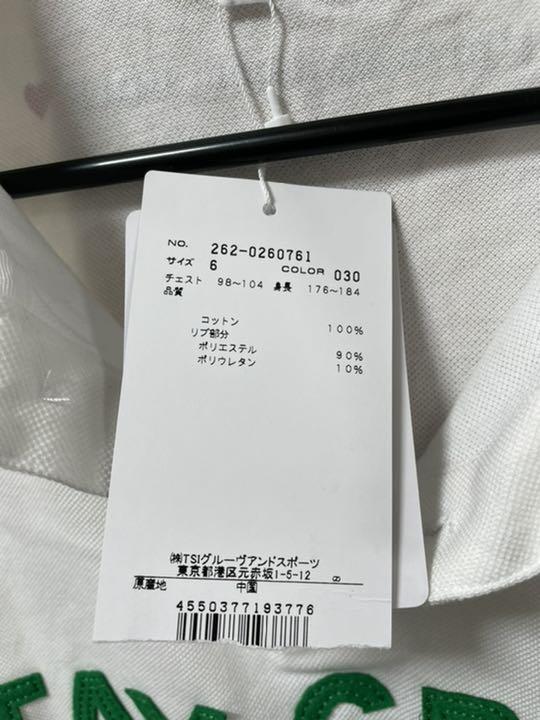 NO. 262-0260761
サイズ 6 COLOR 030
チェスト 98～104 身長 176～184
品質
コットン 100%
リブ部分
ポリエステル 90%
ポリウレタン 10%
㈱TSIグルーヴアンドスポーツ
東京都港区元赤坂1-5-12
原産地 中国
4550377193776